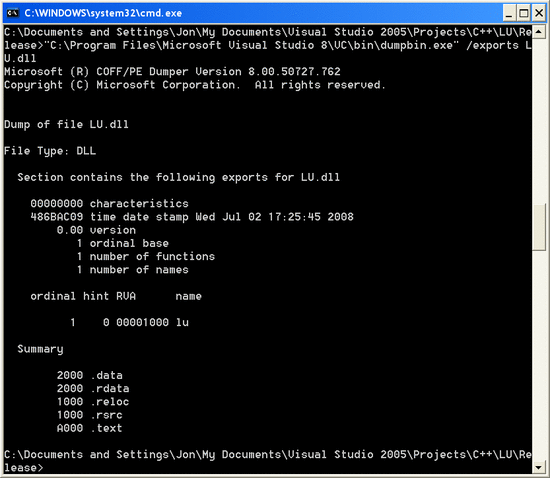 C:\WINDOWS\system32\cmd.exe
C:\Documents and Settings\Jon\My Documents\Visual Studio 2005\Projects\C++\LU\Re
lease>"C:\Program Files\Microsoft Visual Studio 8\VC\bin\dumpbin.exe" /exports L
U.dll
Microsoft (R) COFF/PE Dumper Version 8.00.50727.762
Copyright (C) Microsoft Corporation.  All rights reserved.
Dump of file LU.dll
File Type: DLL
Section contains the following exports for LU.dll
00000000 characteristics
486BAC09 time date stamp Wed Jul 02 17:25:45 2008
0.00 version
1 ordinal base
1 number of functions
1 number of names
ordinal hint RVA      name
1    0 00001000 lu
Summary
2000 .data
2000 .rdata
1000 .reloc
1000 .rsrc
A000 .text
C:\Documents and Settings\Jon\My Documents\Visual Studio 2005\Projects\C++\LU\Re
lease>